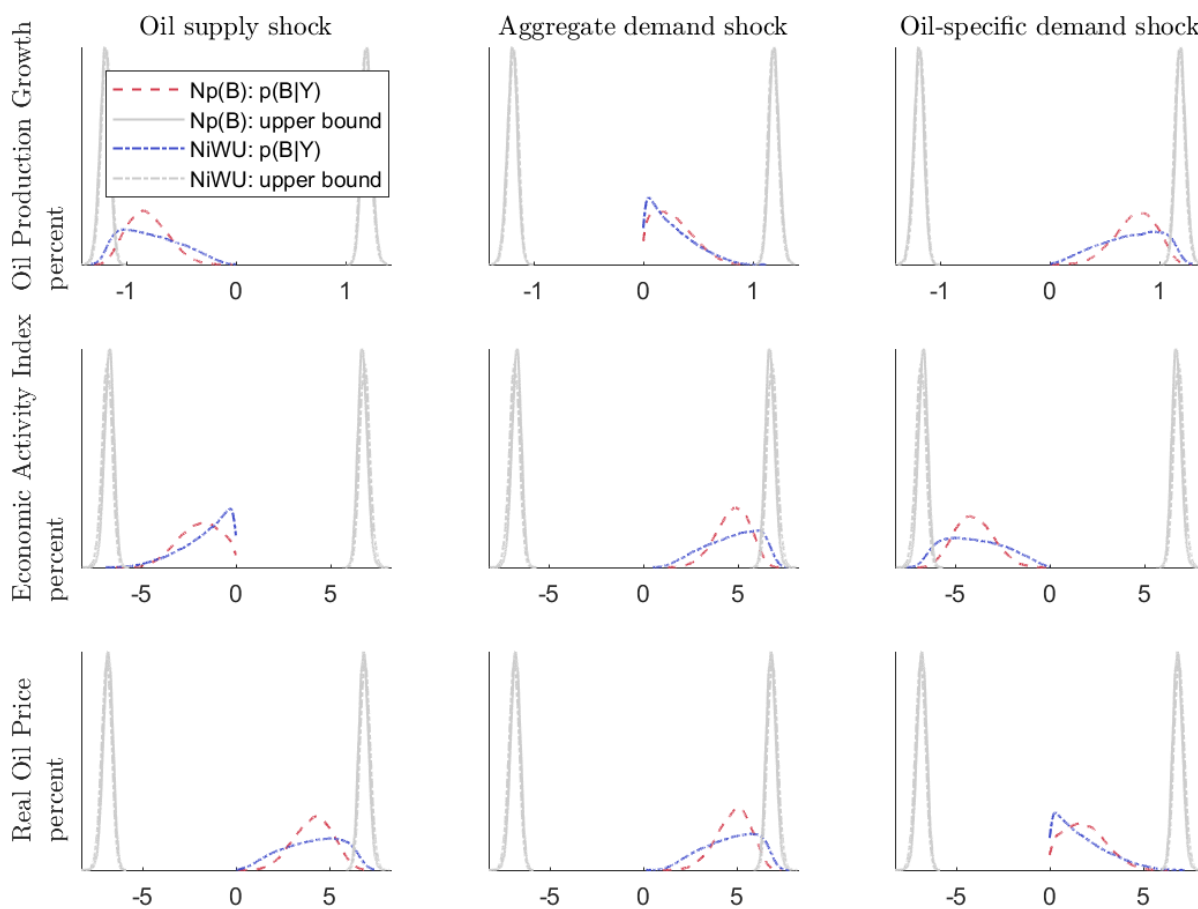 Oil supply shock
Aggregate demand shock
Oil-specific demand shock
Oil Production Growth
percent
Np(B): p(B|Y)
Np(B): upper bound
NiWU: p(B|Y)
NiWU: upper bound
-1 0 1
-1 0 1
-1 0 1
Economic Activity Index
percent
-5 0 5
-5 0 5
-5 0 5
Real Oil Price
percent
-5 0 5
-5 0 5
-5 0 5